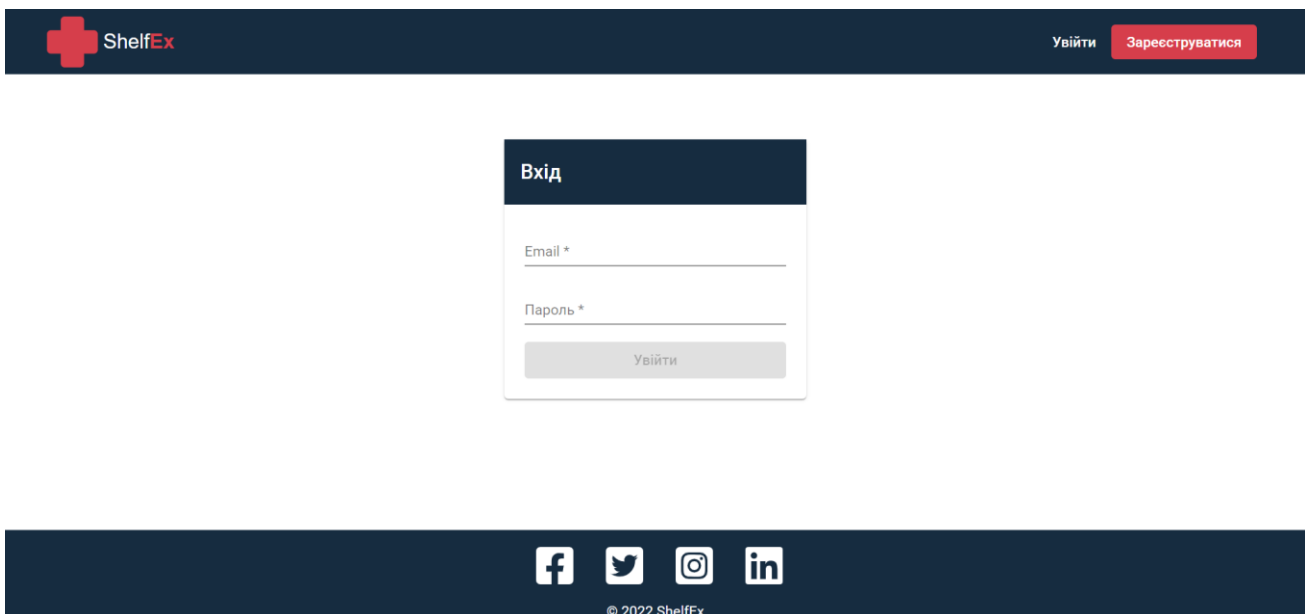 ShelfEx
Увійти
Зареєструватися
Вхід
Email *
Пароль *
Увійти
© 2022 ShelfEx